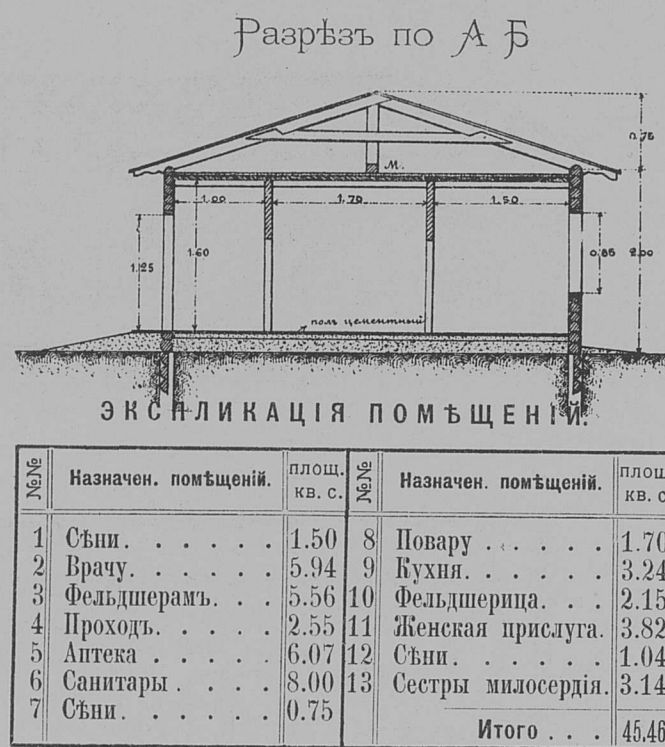 Разрѣзъ по А Б
0,75
м.
1.00 1.70 1.50
1.25 1.60 0,85 2.00
полъ цементный
ЭКСПЛИКАЦІЯ ПОМѢЩЕНІЙ.
№№ Назначен. помѣщеній. площ. кв. с. №№ Назначен. помѣщеній. площ. кв. с.
1 Сѣни. . . . . . 1.50 8 Повару . . . . . 1.70
2 Врачу. . . . . . 5.94 9 Кухня. . . . . . 3.24
3 Фельдшерамъ. . . 5.56 10 Фельдшерица. . . 2.15
4 Проходъ. . . . . 2.55 11 Женская прислуга. 3.82
5 Аптека . . . . . 6.07 12 Сѣни. . . . . . 1.04
6 Санитары . . . . 8.00 13 Сестры милосердія. 3.14
7 Сѣни. . . . . . 0.75
Итого . . . 45.46